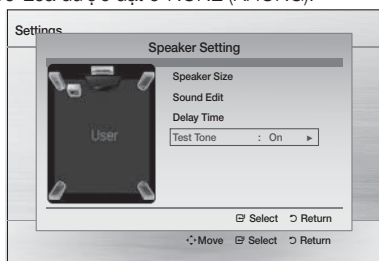 Settings
Speaker Setting
Speaker Size
Sound Edit
Delay Time
User
Test Tone : On ►
Select Return
Move Select Return